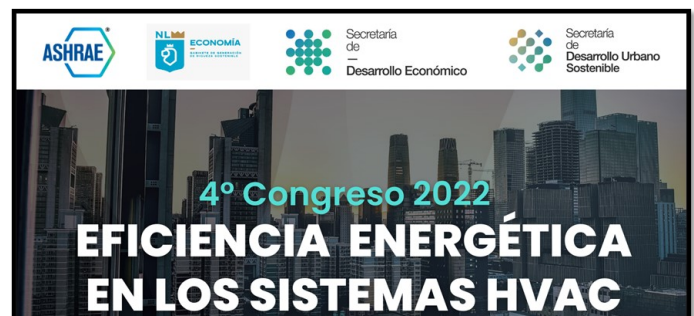 ASHRAE
NL
ECONOMÍA
Secretaría
de
Desarrollo Económico
Secretaría
de
Desarrollo Urbano
Sostenible
4º Congreso 2022
EFICIENCIA ENERGÉTICA
EN LOS SISTEMAS HVAC